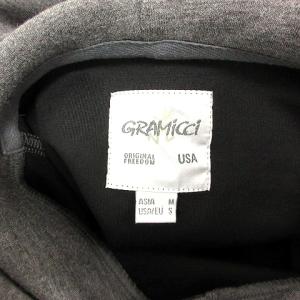 GRAMiCCi
ORIGINAL FREEDOM USA
ASIA M
USA/EU S